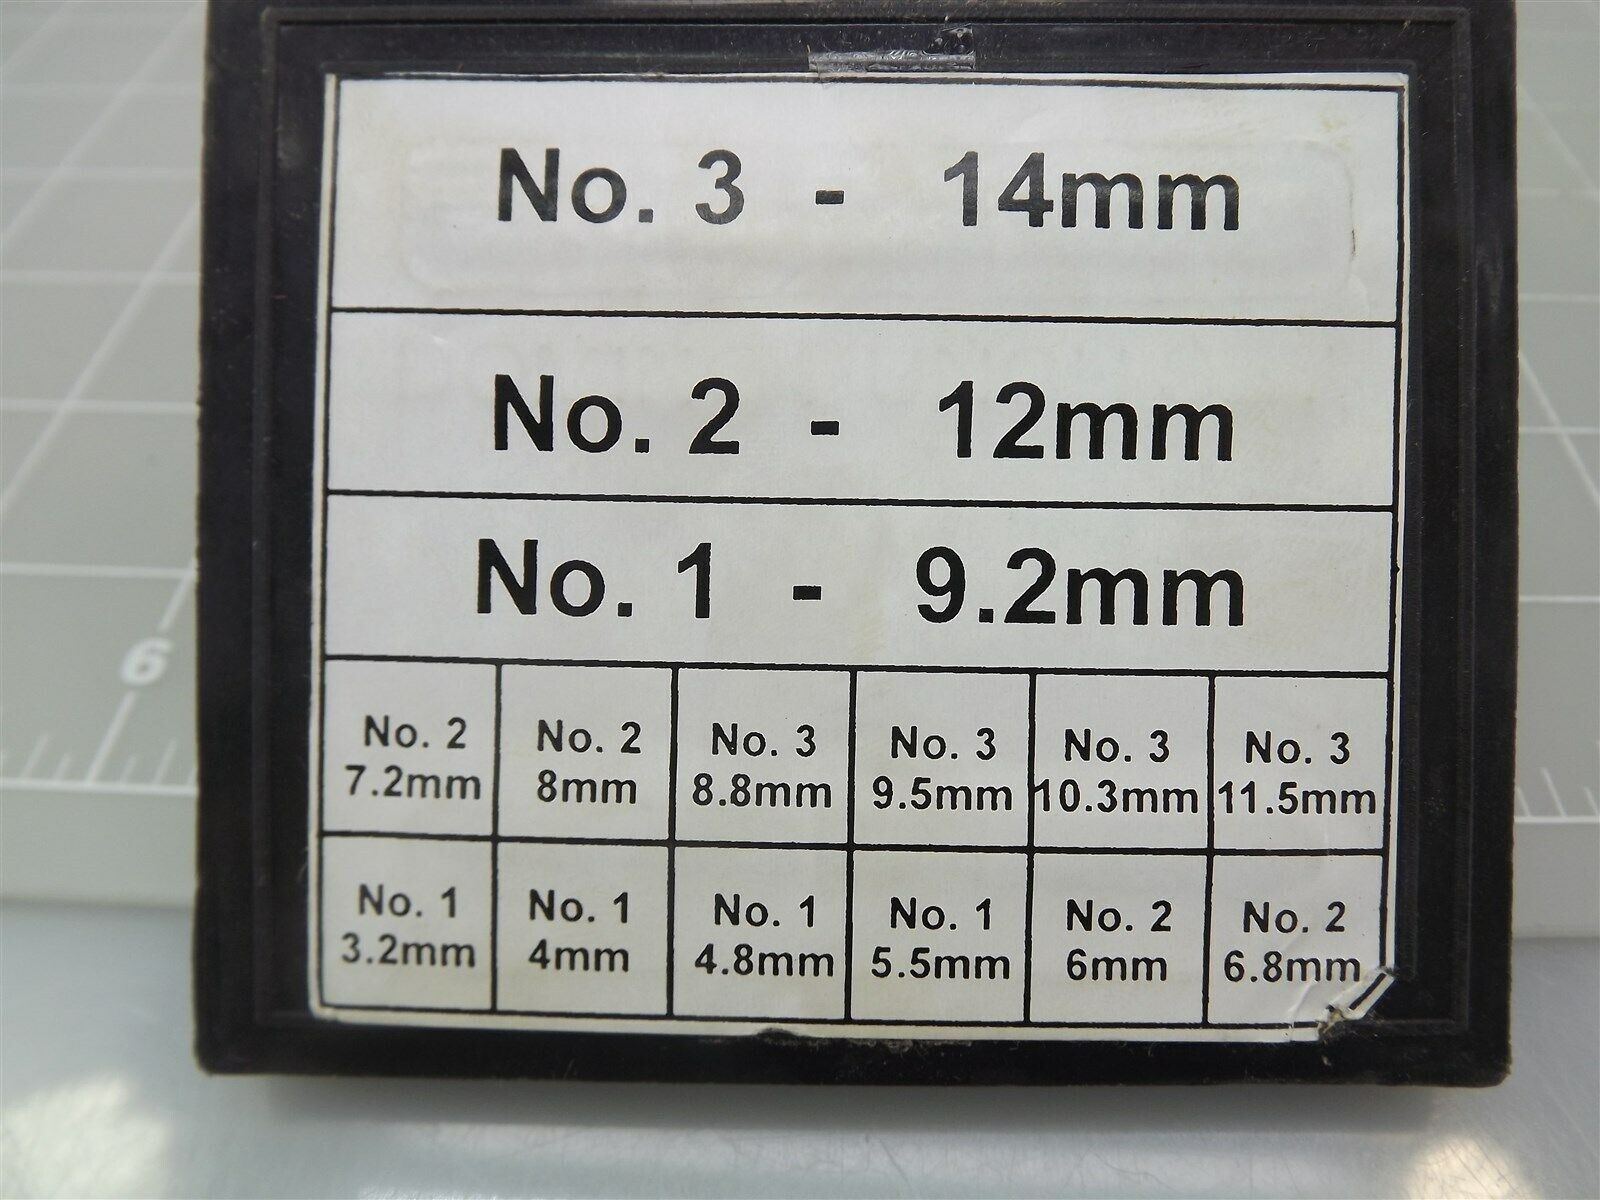 No. 3 - 14mm
No. 2 - 12mm
No. 1 - 9.2mm
No. 2 No. 2 No. 3 No. 3 No. 3 No. 3
7.2mm 8mm 8.8mm 9.5mm 10.3mm 11.5mm
No. 1 No. 1 No. 1 No. 1 No. 2 No. 2
3.2mm 4mm 4.8mm 5.5mm 6mm 6.8mm
6